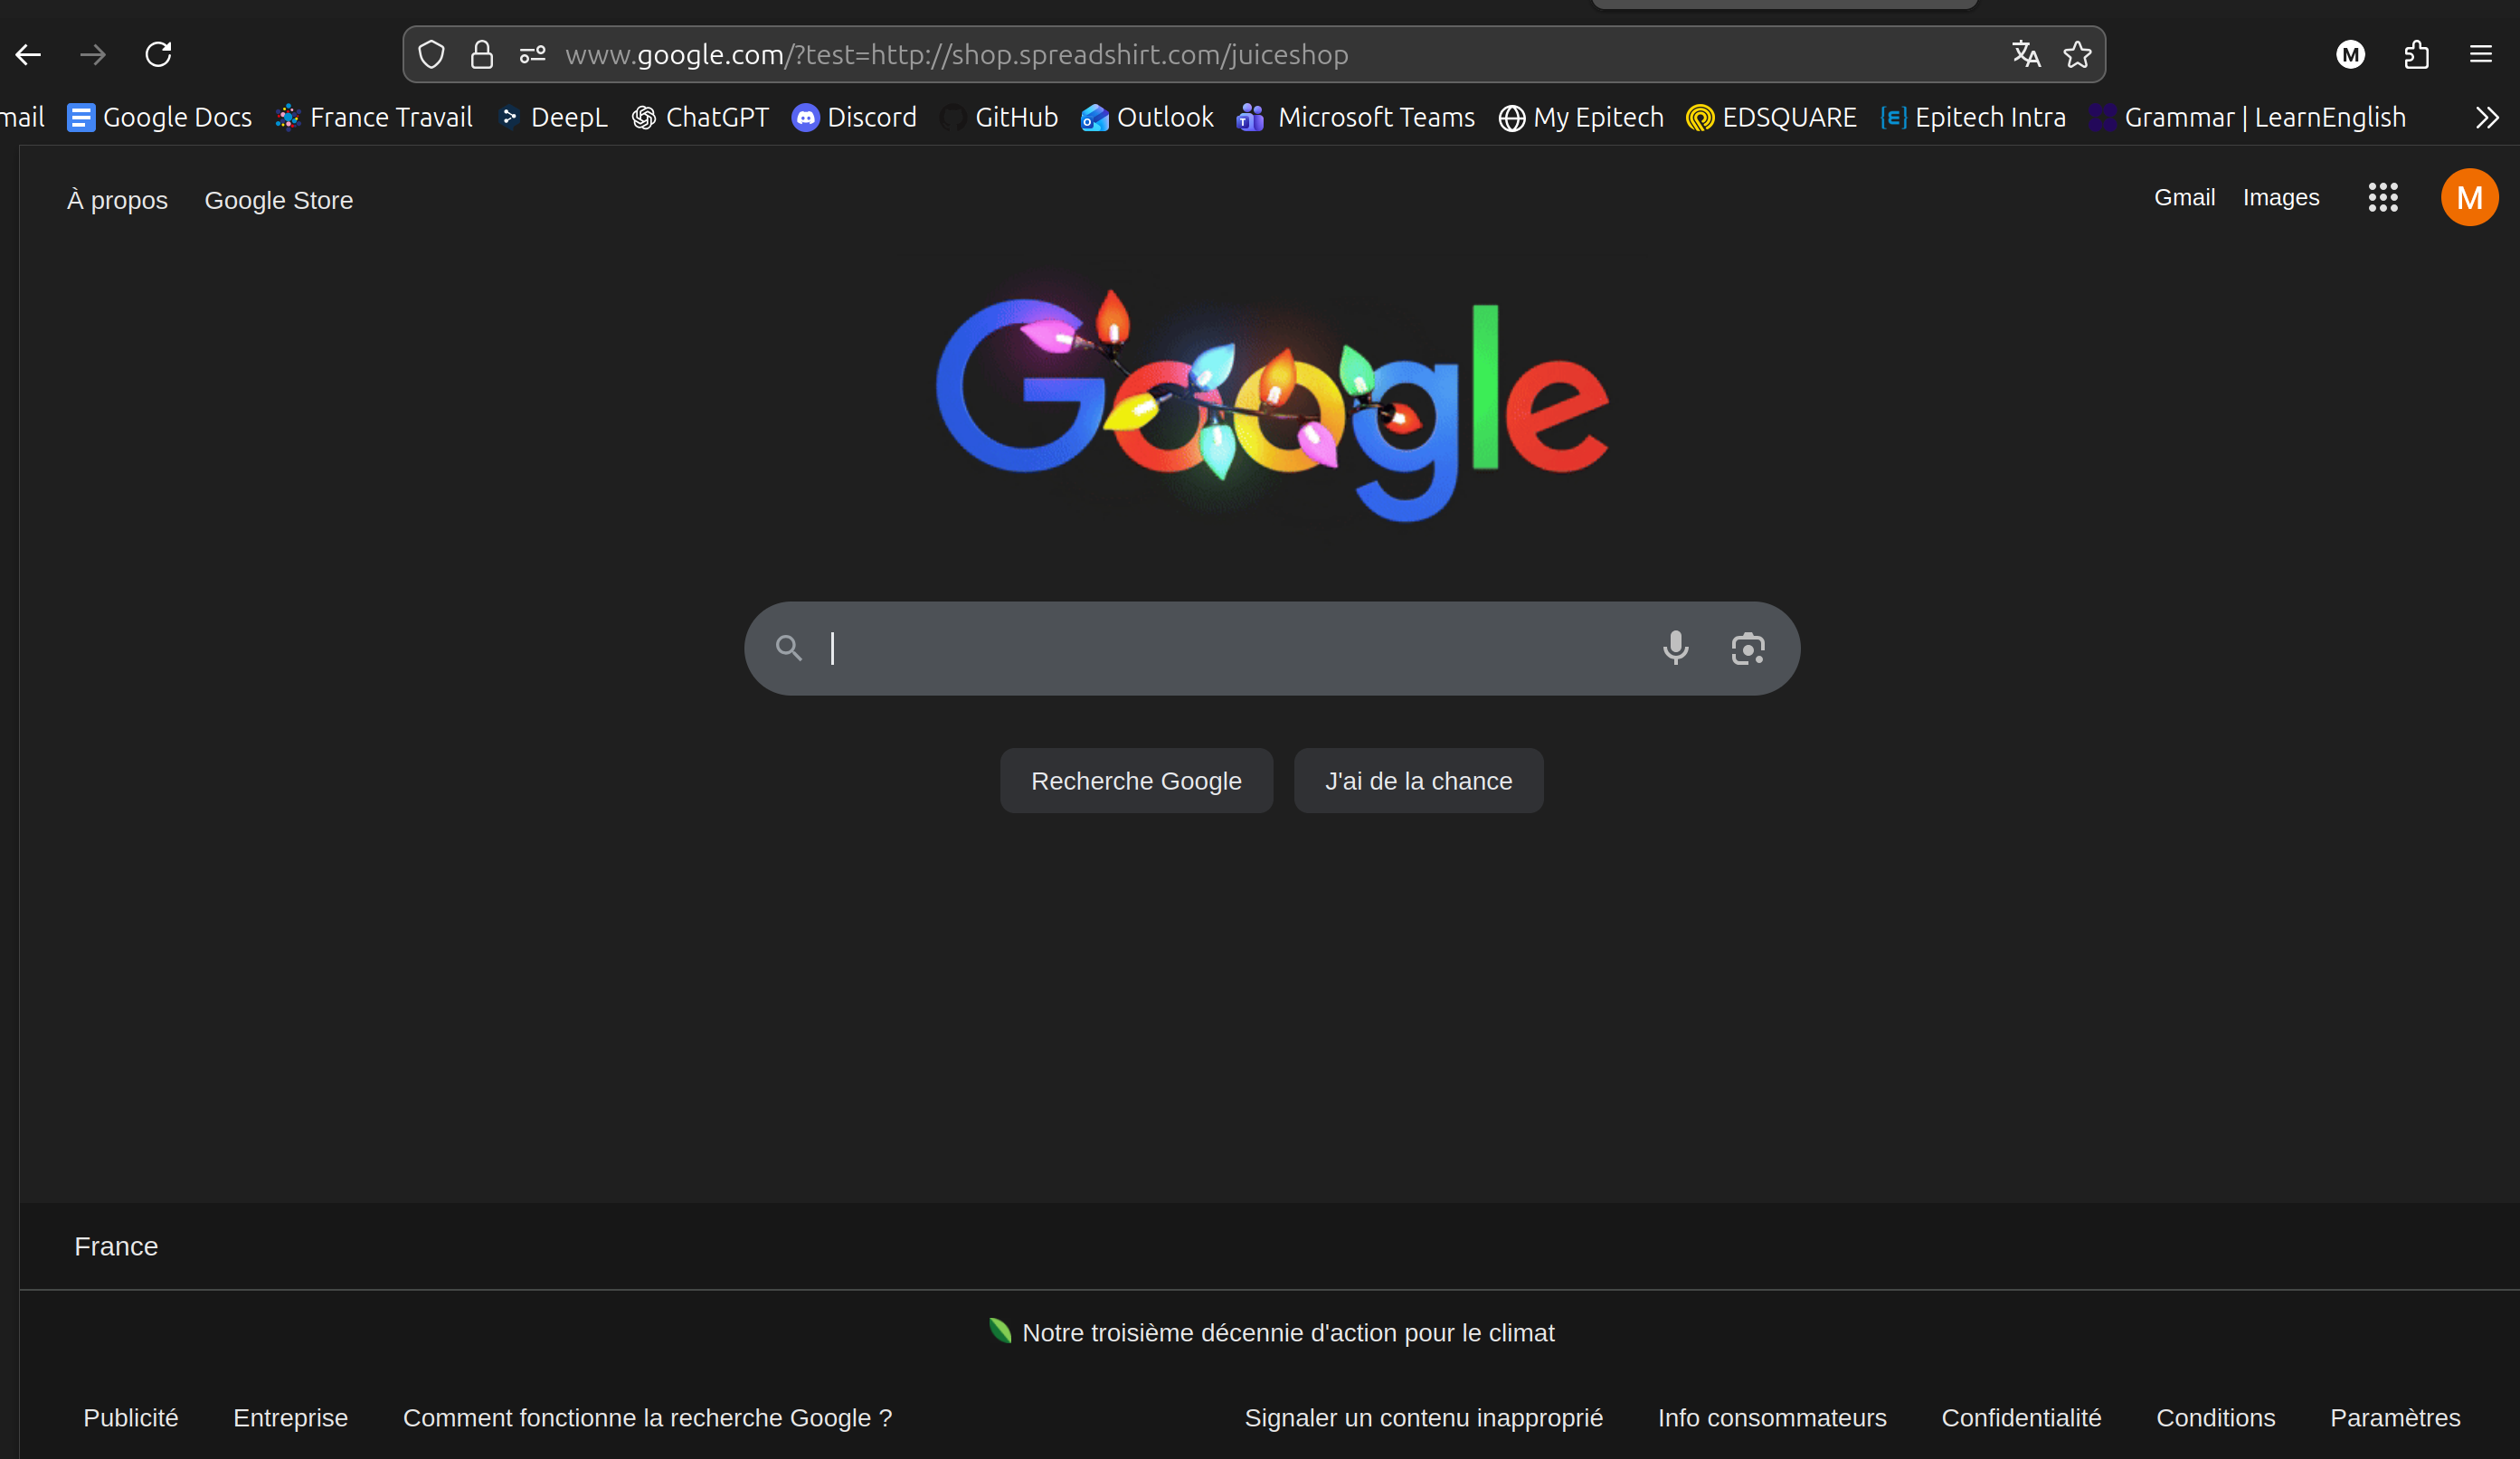 www.google.com/?test=http://shop.spreadshirt.com/juiceshop
M
mail Google Docs France Travail DeepL ChatGPT Discord GitHub Outlook Microsoft Teams My Epitech EDSQUARE Epitech Intra Grammar | LearnEnglish
À propos Google Store Gmail Images M
Google
Recherche Google J'ai de la chance
France
Notre troisième décennie d'action pour le climat
Publicité Entreprise Comment fonctionne la recherche Google ? Signaler un contenu inapproprié Info consommateurs Confidentialité Conditions Paramètres